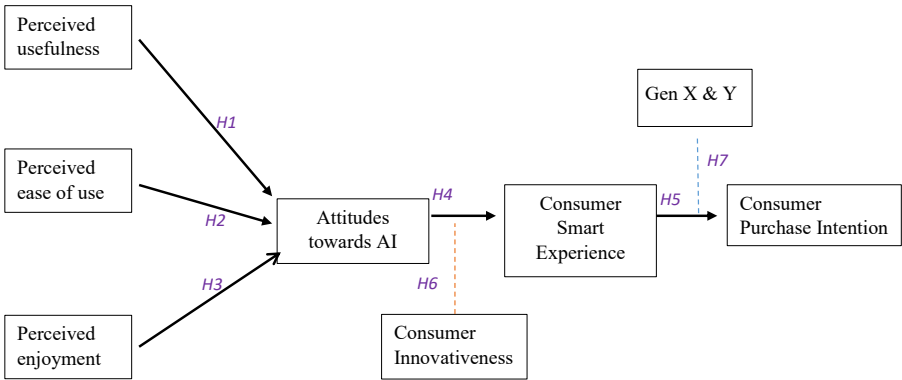 Perceived
usefulness
H1
Perceived
ease of use
H2
Perceived
enjoyment
H3
Attitudes
towards AI
H4
H6
Consumer
Innovativeness
Consumer
Smart
Experience
H5
Gen X & Y
H7
Consumer
Purchase Intention